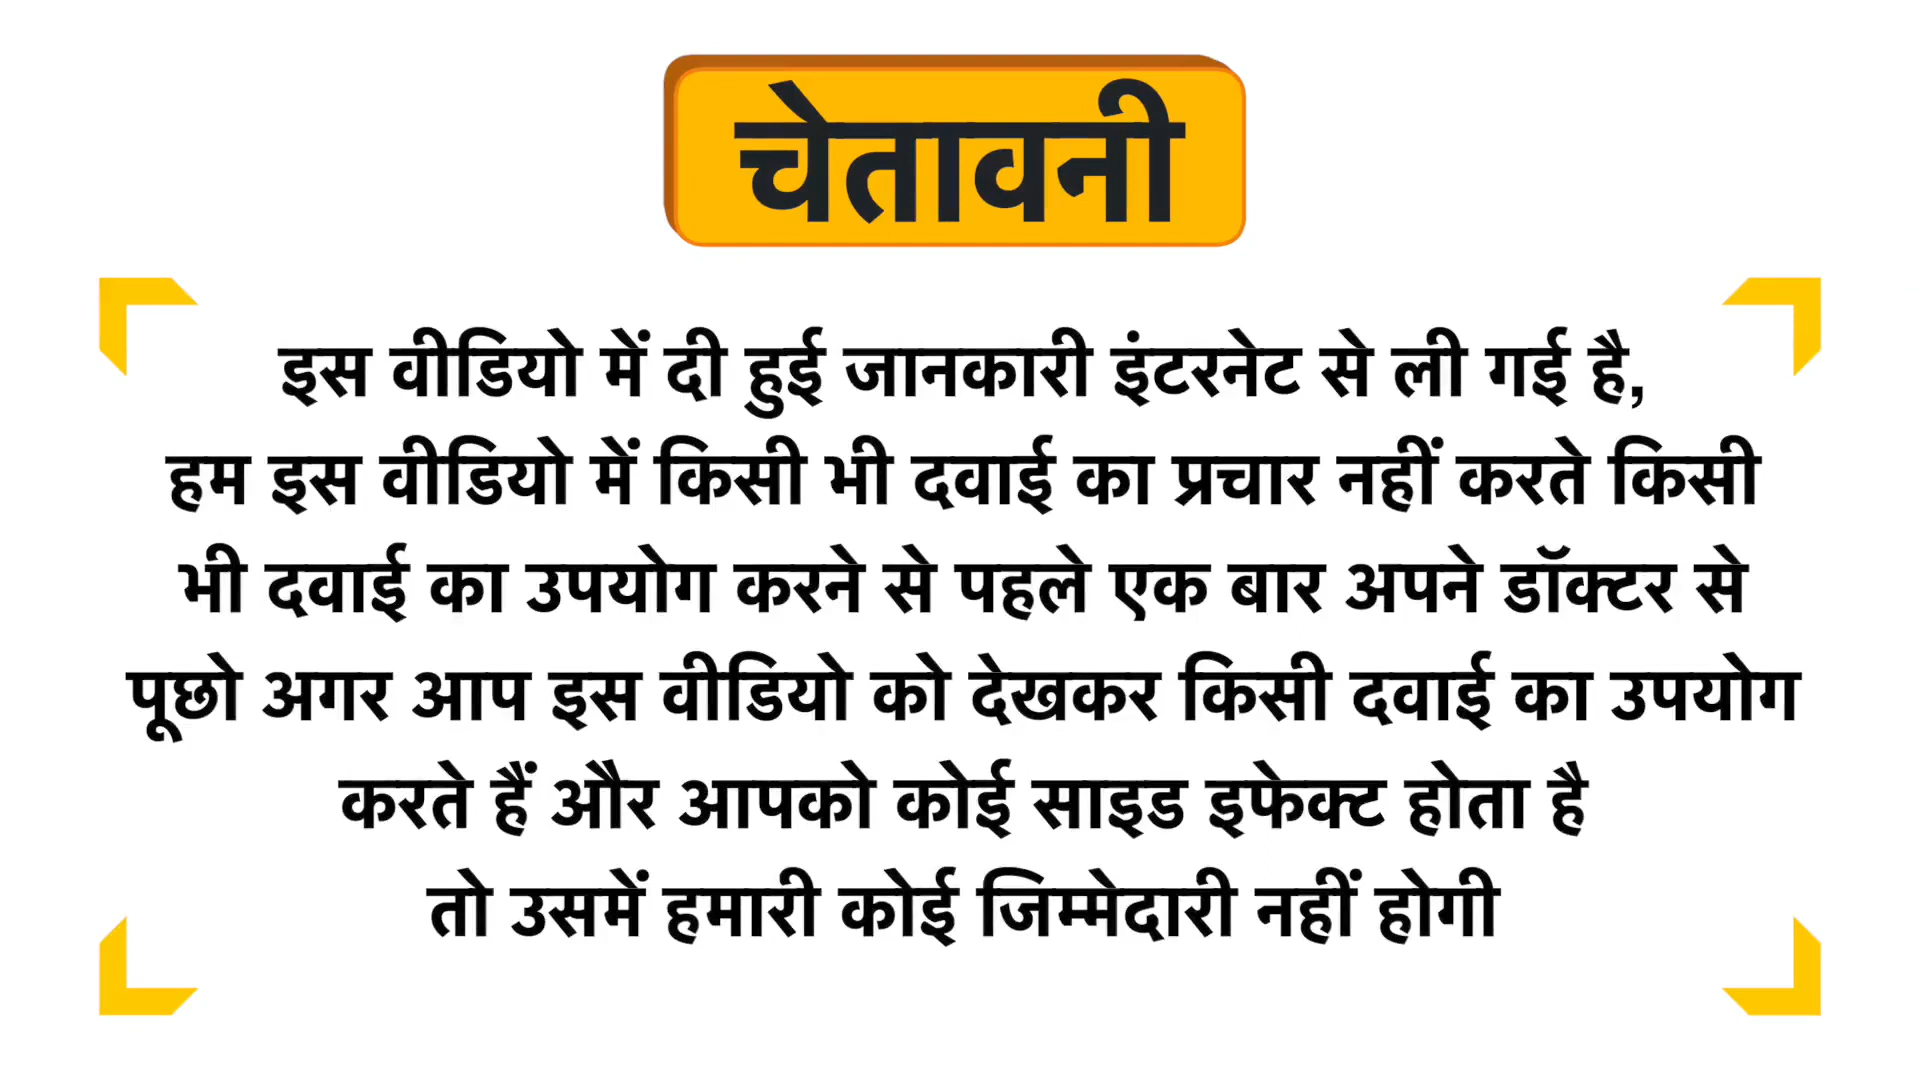 चेतावनी
इस वीडियो में दी हुई जानकारी इंटरनेट से ली गई है,
हम इस वीडियो में किसी भी दवाई का प्रचार नहीं करते किसी
भी दवाई का उपयोग करने से पहले एक बार अपने डॉक्टर से
पूछो अगर आप इस वीडियो को देखकर किसी दवाई का उपयोग
करते हैं और आपको कोई साइड इफेक्ट होता है
तो उसमें हमारी कोई जिम्मेदारी नहीं होगी